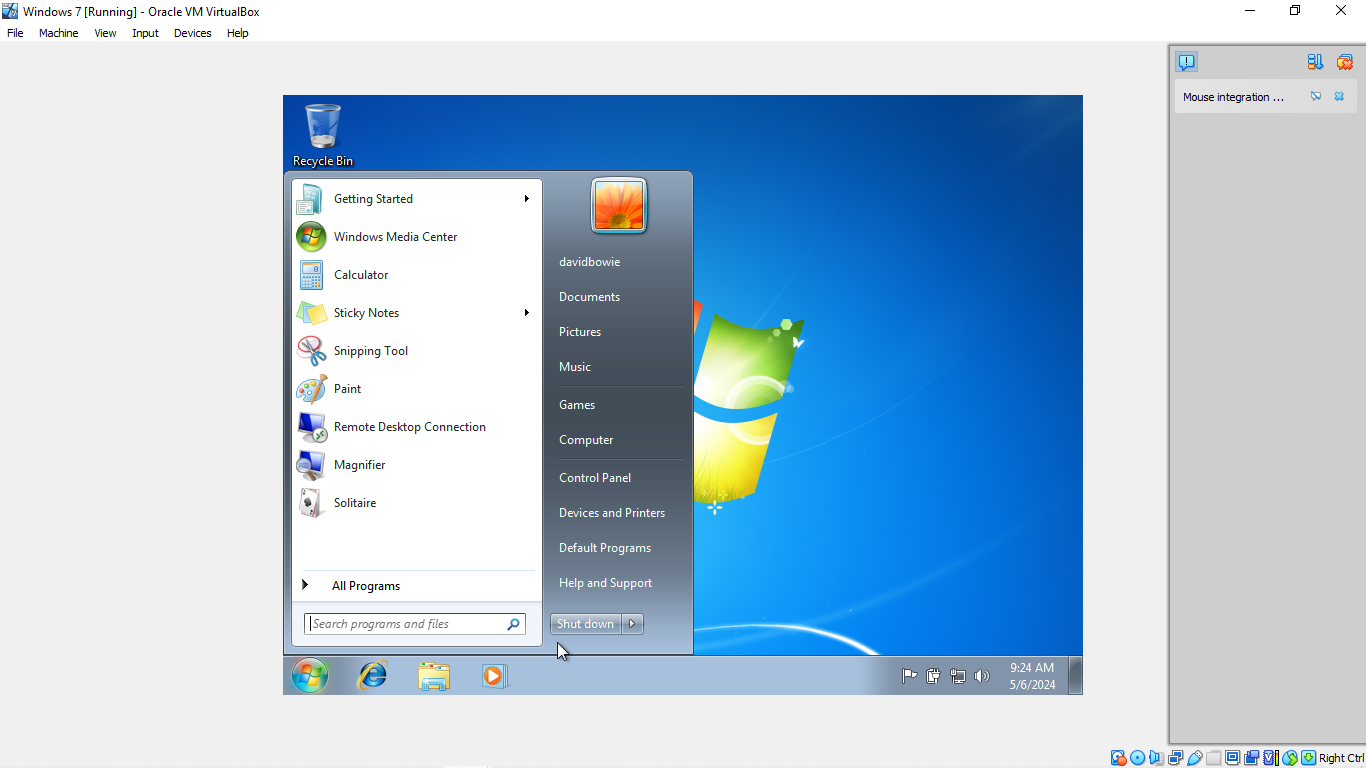 Windows 7 [Running] - Oracle VM VirtualBox
File Machine View Input Devices Help
Mouse integration ...
Recycle Bin
Getting Started
Windows Media Center
Calculator
Sticky Notes
Snipping Tool
Paint
Remote Desktop Connection
Magnifier
Solitaire
All Programs
Search programs and files
davidbowie
Documents
Pictures
Music
Games
Computer
Control Panel
Devices and Printers
Default Programs
Help and Support
Shut down
9:24 AM
5/6/2024
Right Ctrl